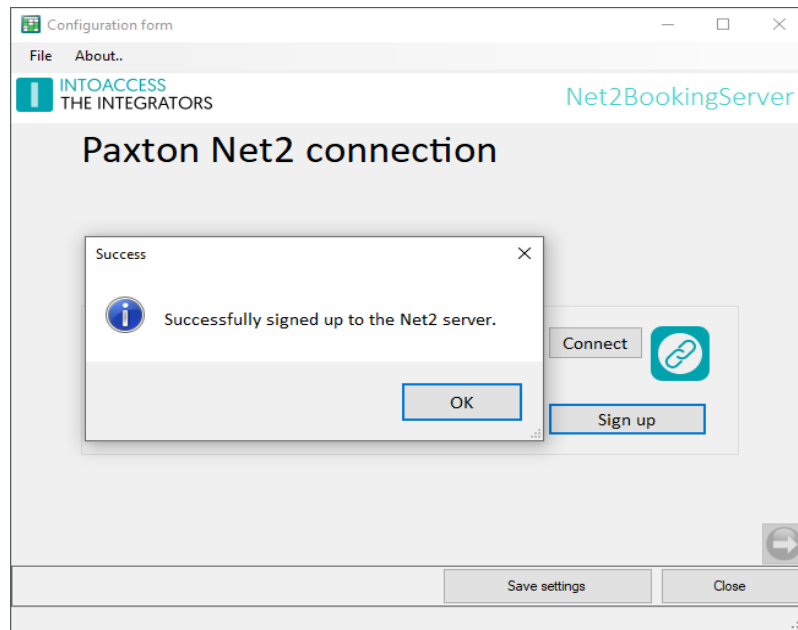 Configuration form
File About..
INTOACCESS
THE INTEGRATORS
Net2BookingServer
Paxton Net2 connection
Success
Successfully signed up to the Net2 server.
OK
Connect
Sign up
Save settings
Close